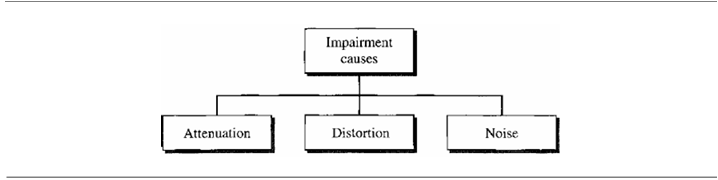 Impairment
causes
Attenuation
Distortion
Noise